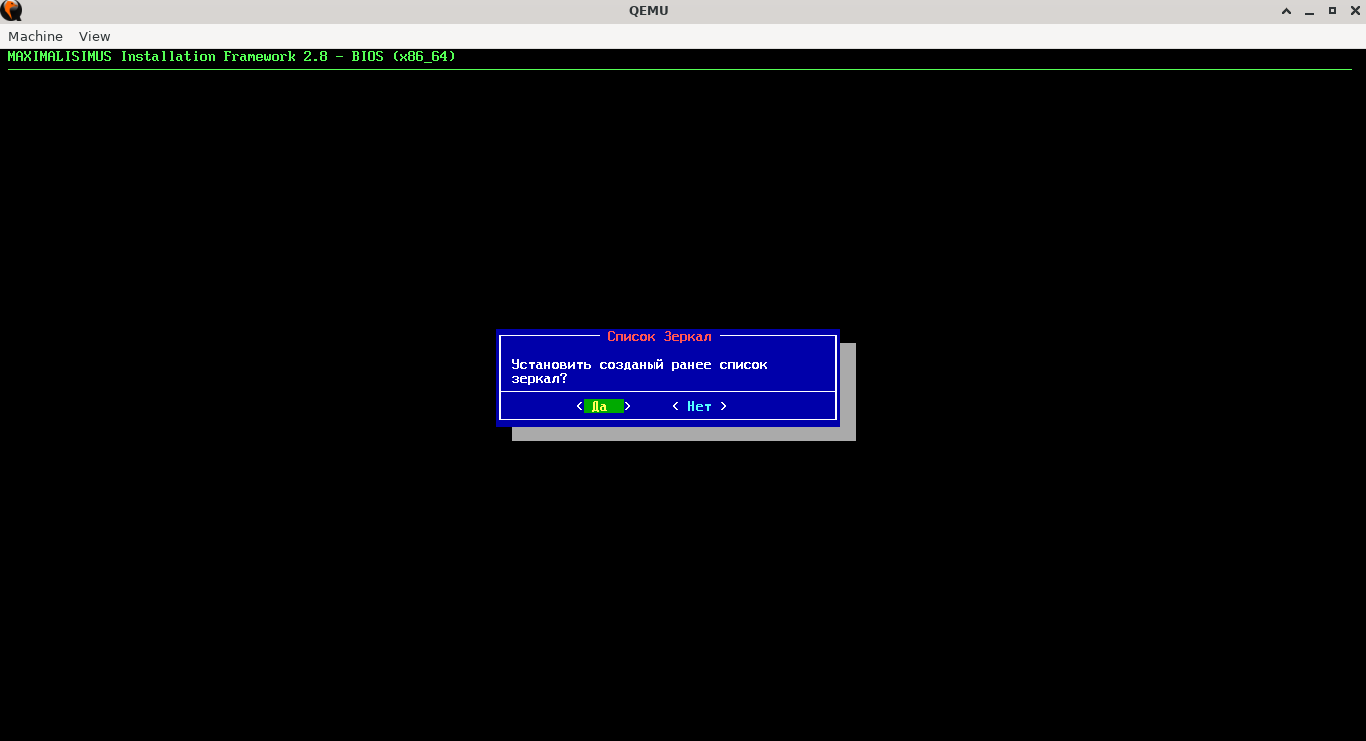 QEMU
Machine View
MAXIMALISIMUS Installation Framework 2.8 - BIOS (x86_64)
Список Зеркал
Установить созданый ранее список
зеркал?
< Да > < Нет >